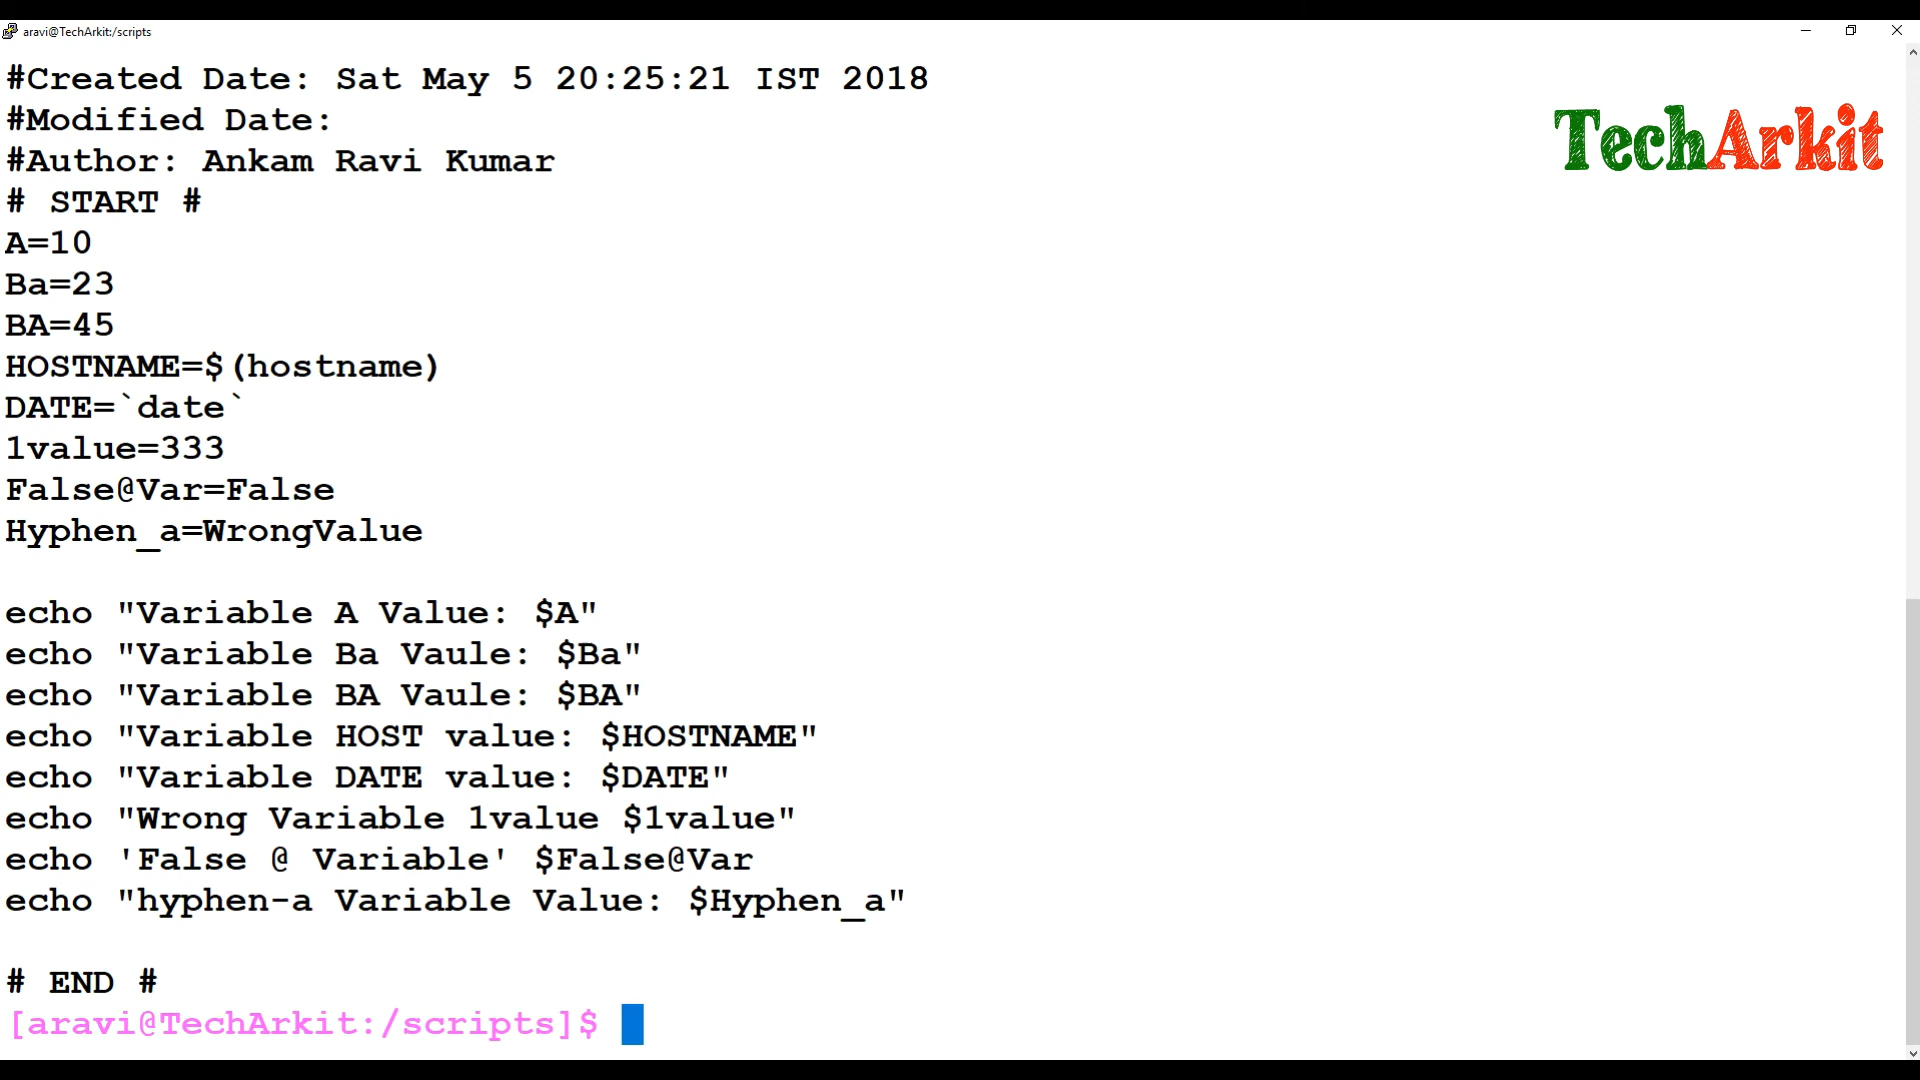 aravi@TechArkit:/scripts
#Created Date: Sat May 5 20:25:21 IST 2018
#Modified Date:
#Author: Ankam Ravi Kumar
# START #
A=10
Ba=23
BA=45
HOSTNAME=$(hostname)
DATE=`date`
1value=333
False@Var=False
Hyphen_a=WrongValue
echo "Variable A Value: $A"
echo "Variable Ba Vaule: $Ba"
echo "Variable BA Vaule: $BA"
echo "Variable HOST value: $HOSTNAME"
echo "Variable DATE value: $DATE"
echo "Wrong Variable 1value $1value"
echo 'False @ Variable' $False@Var
echo "hyphen-a Variable Value: $Hyphen_a"
# END #
[aravi@TechArkit:/scripts]$
TechArkit